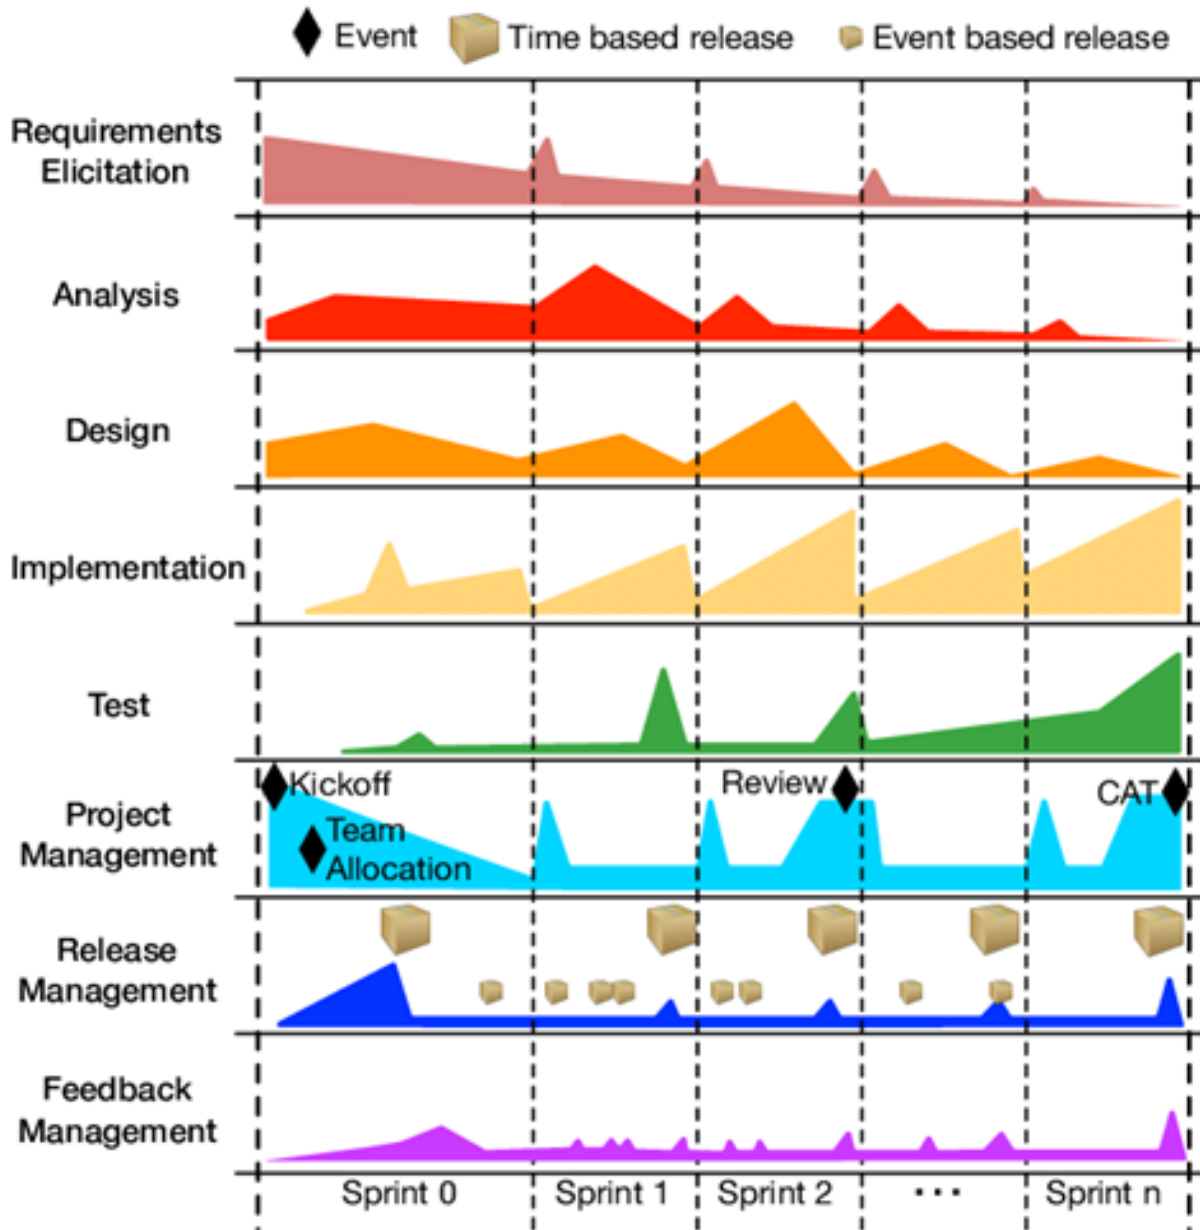 Event
Time based release
Event based release
Requirements
Elicitation
Analysis
Design
Implementation
Test
Project
Management
Kickoff
Team
Allocation
Review
CAT
Release
Management
Feedback
Management
Sprint 0
Sprint 1
Sprint 2
...
Sprint n